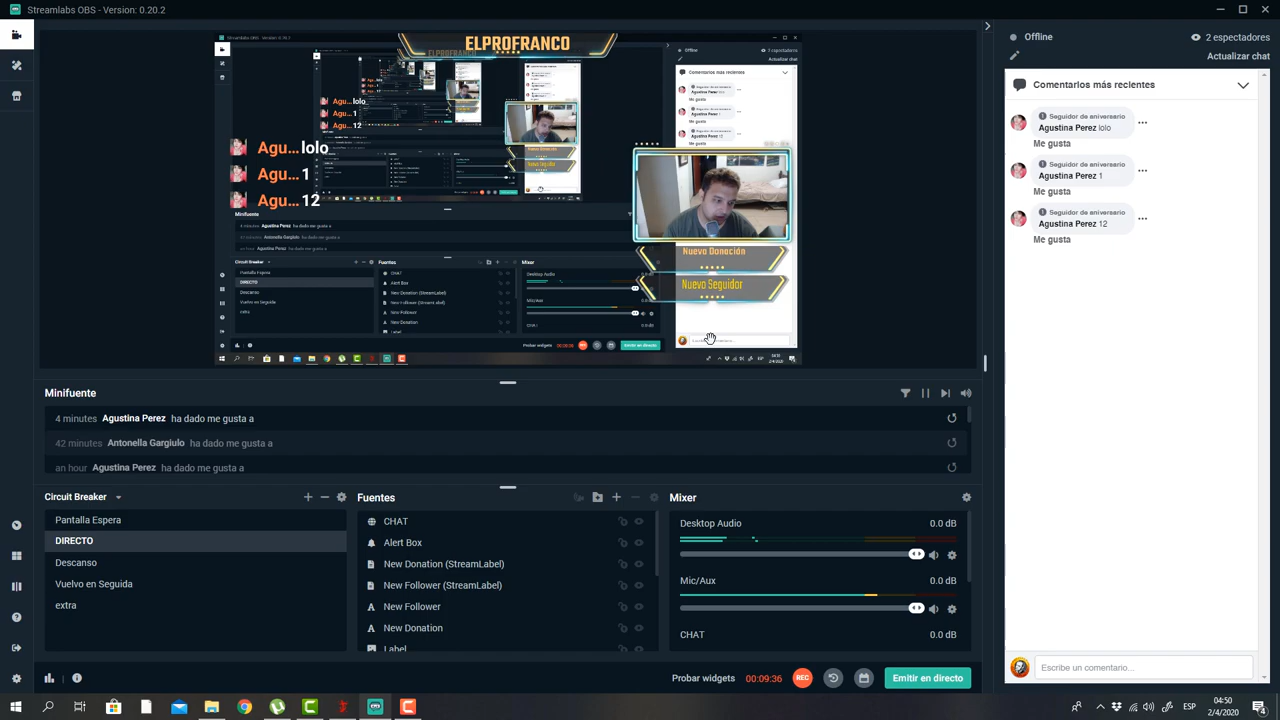 Streamlabs OBS - Version: 0.20.2
Offline
2 espectadores
Actualizar chat
Comentarios más recientes
Seguidor de aniversario
Agustina Perez lolo
Me gusta
Seguidor de aniversario
Agustina Perez 1
Me gusta
Seguidor de aniversario
Agustina Perez 12
Me gusta
Escribe un comentario...
ELPROFRANCO
Agu...lolo
Agu...1
Agu...12
Nueva Donación
Nuevo Seguidor
Minifuente
4 minutes Agustina Perez ha dado me gusta a
42 minutes Antonella Gargiulo ha dado me gusta a
an hour Agustina Perez ha dado me gusta a
Circuit Breaker
Pantalla Espera
DIRECTO
Descanso
Vuelvo en Seguida
extra
Fuentes
CHAT
Alert Box
New Donation (StreamLabel)
New Follower (StreamLabel)
New Follower
New Donation
Label
Mixer
Desktop Audio 0.0 dB
Mic/Aux 0.0 dB
CHAT 0.0 dB
Probar widgets 00:09:36 REC Emitir en directo
ESP
04:50
2/4/2020